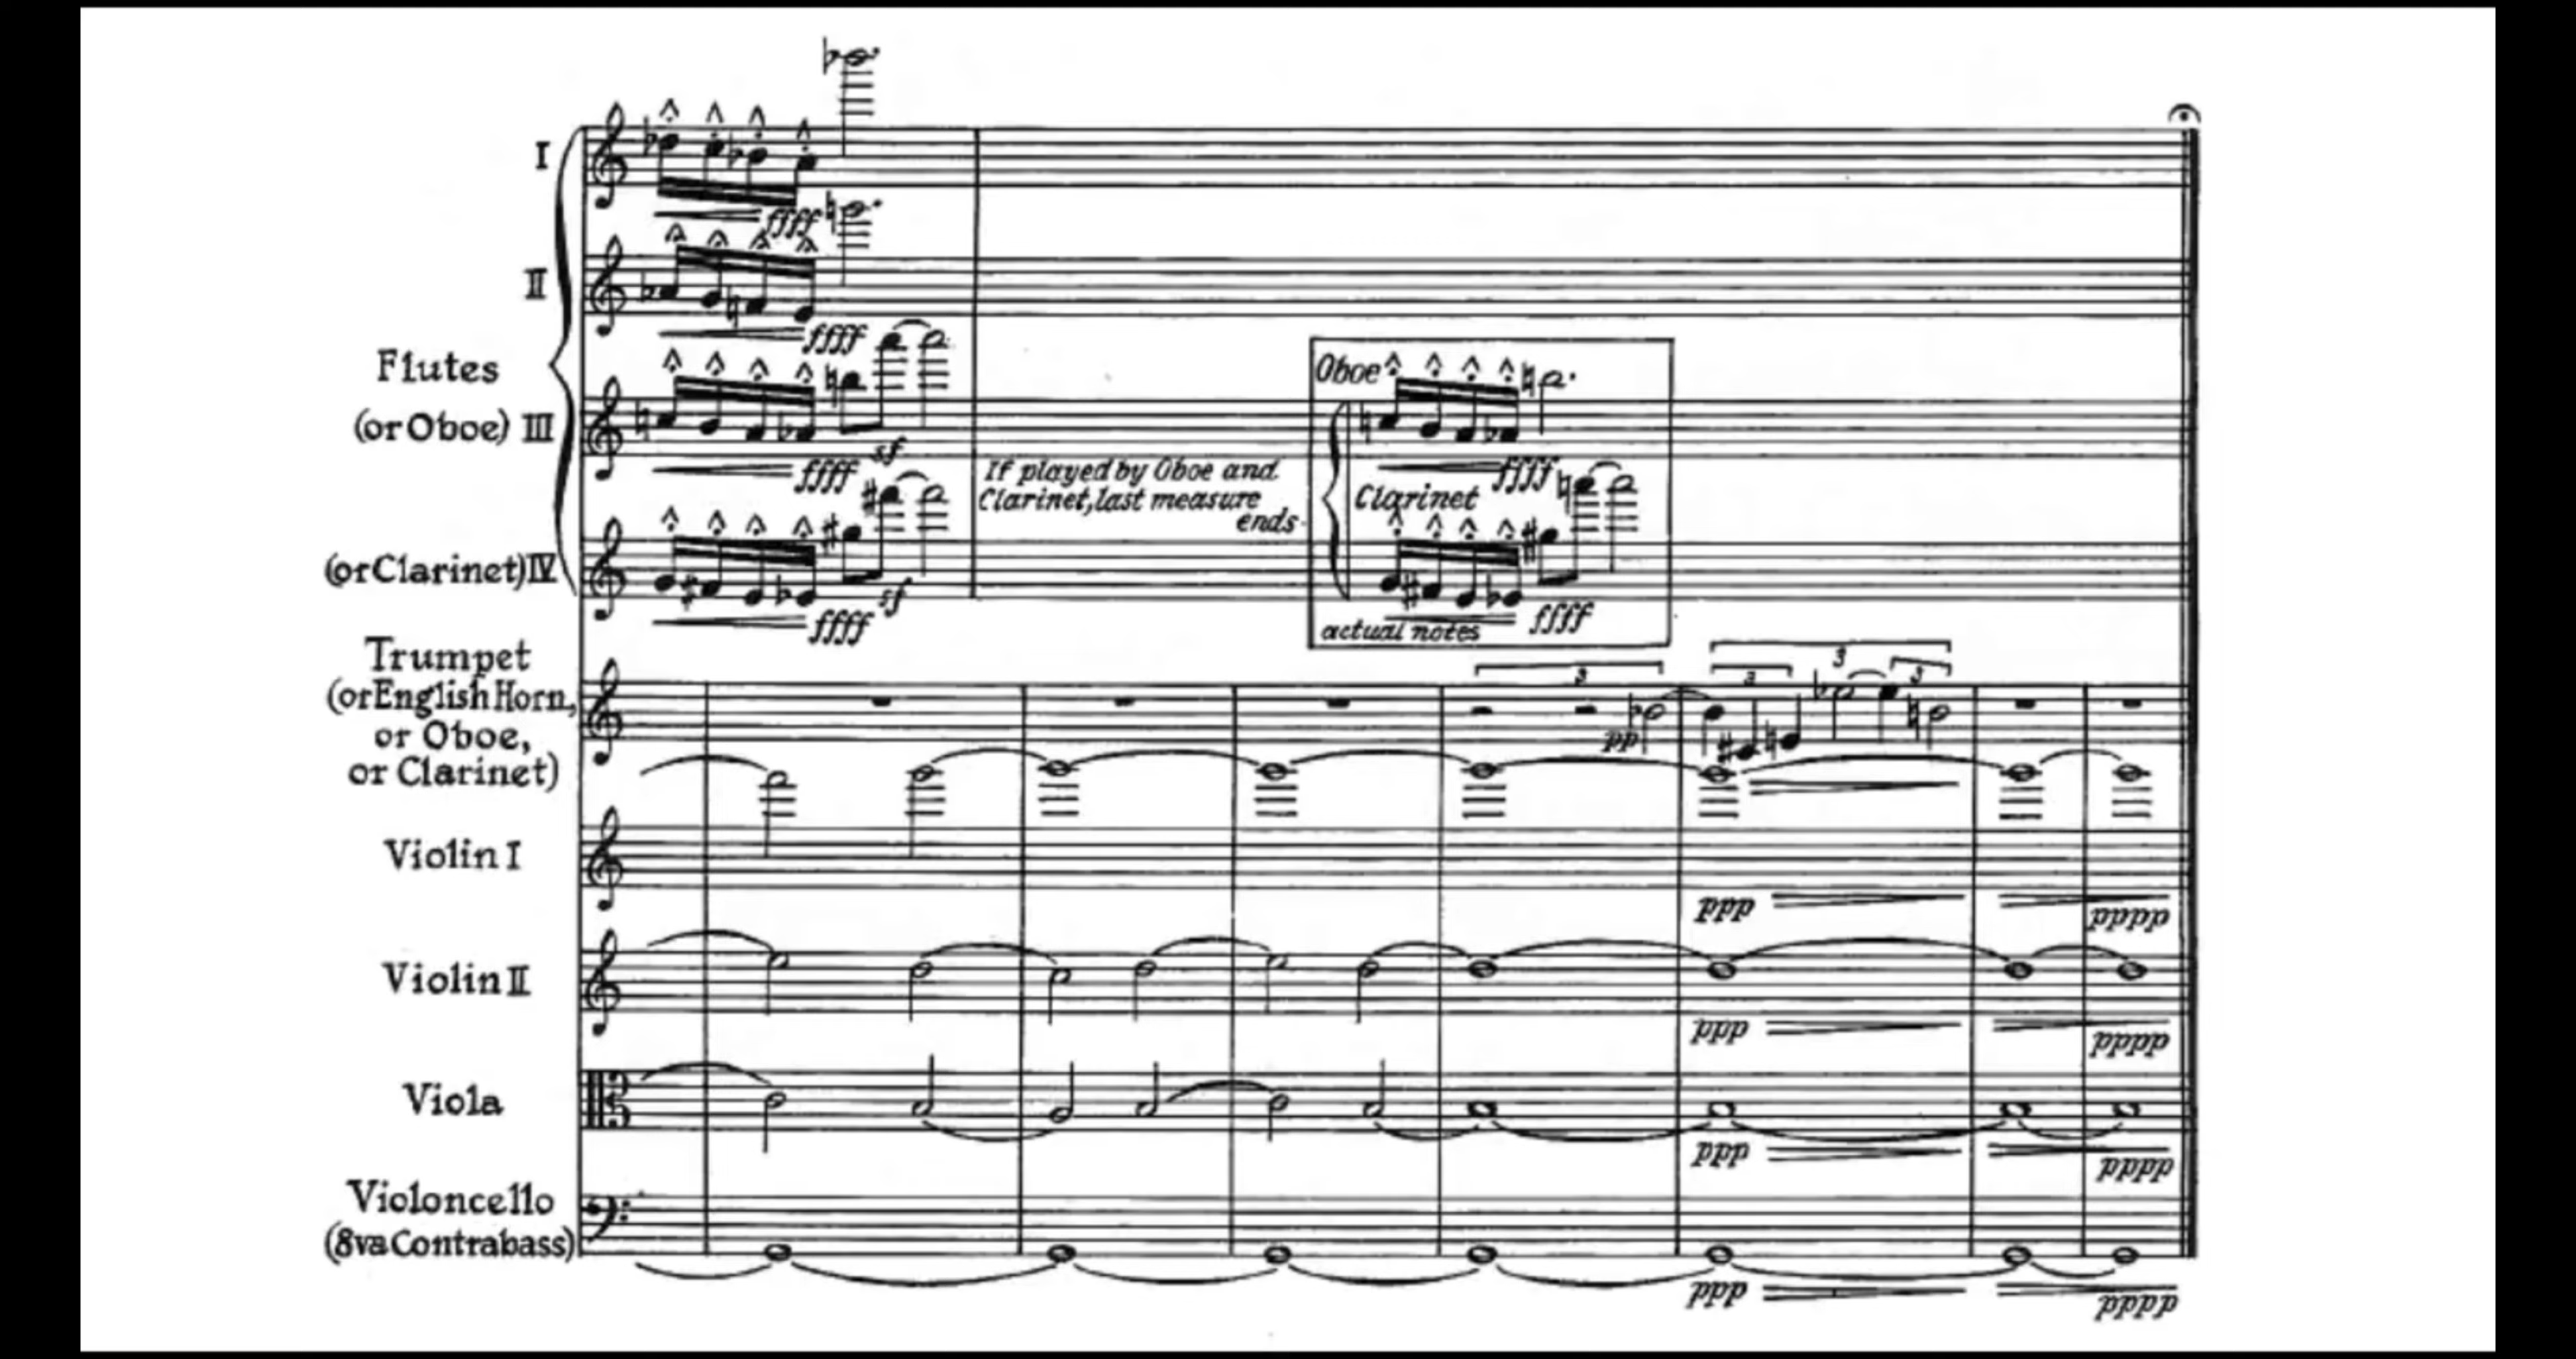 I
ffff
II
ffff
Flutes
(or Oboe) III
ffff
sf
If played by Oboe and
Clarinet, last measure
ends
Oboe
ffff
Clarinet
ffff
actual notes
(or Clarinet) IV
ffff
sf
Trumpet
(or English Horn,
or Oboe,
or Clarinet)
3
pp
3
3
3
Violin I
ppp
pppp
Violin II
ppp
pppp
Viola
ppp
pppp
Violoncello
(8va Contrabass)
ppp
pppp